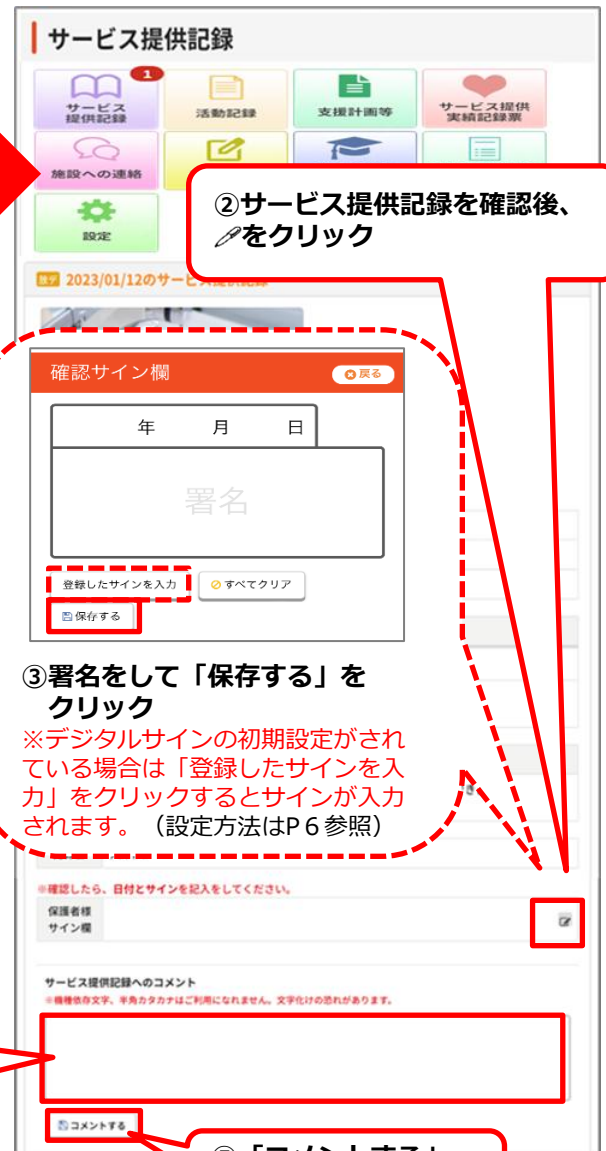 サービス提供記録
1
サービス
提供記録
活動記録
支援計画等
サービス提供
実績記録票
施設への連絡
設定
②サービス提供記録を確認後、
🖉をクリック
放デ 2023/01/12のサービス提供記録
確認サイン欄
戻る
年 月 日
署名
登録したサインを入力
すべてクリア
保存する
③署名をして「保存する」を
クリック
※デジタルサインの初期設定がされ
ている場合は「登録したサインを入
力」をクリックするとサインが入力
されます。（設定方法はP６参照）
※確認したら、日付とサインを記入をしてください。
保護者様
サイン欄
サービス提供記録へのコメント
※機種依存文字、半角カタカナはご利用になれません。文字化けの恐れがあります。
コメントする
「コメントする」